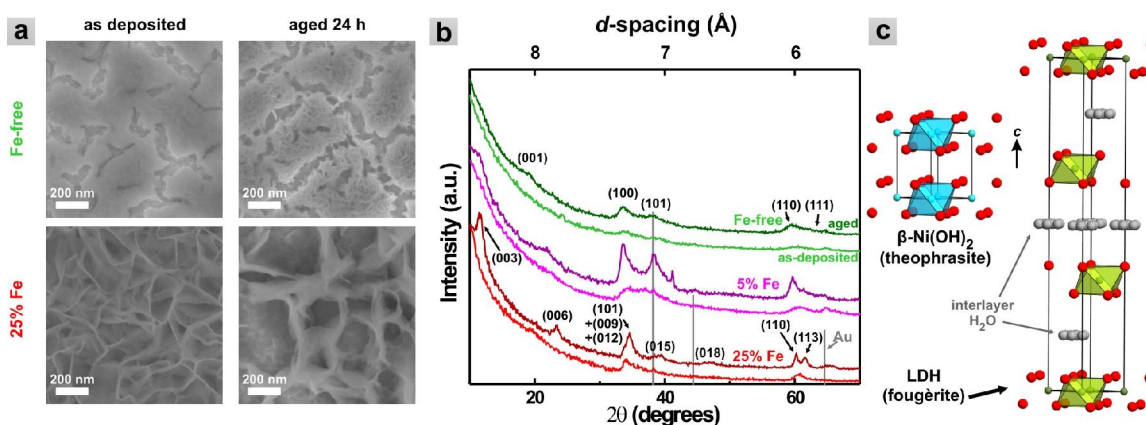 a
as deposited
aged 24 h
Fe-free
200 nm
200 nm
25% Fe
200 nm
200 nm
b
d-spacing (Å)
8
7
6
Intensity (a.u.)
(001)
(100)
(101)
(110)
(111)
Fe-free
aged
as-deposited
(003)
5% Fe
(006)
(101)
+(009)
+(012)
(015)
(018)
25% Fe
(110)
(113)
Au
20
40
60
2θ (degrees)
c
c
β-Ni(OH)2
(theophrasite)
interlayer
H2O
LDH
(fougèrite)